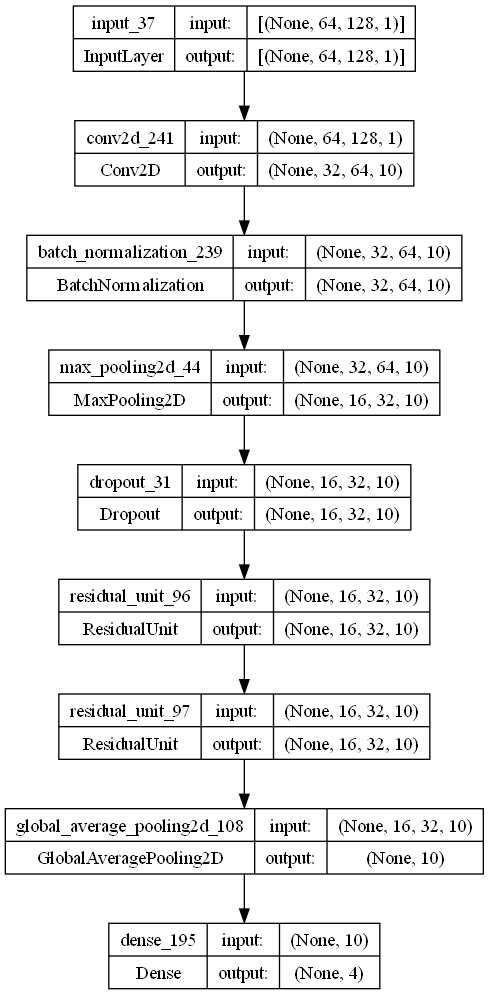 input_37 input: [(None, 64, 128, 1)]
InputLayer output: [(None, 64, 128, 1)]
conv2d_241 input: (None, 64, 128, 1)
Conv2D output: (None, 32, 64, 10)
batch_normalization_239 input: (None, 32, 64, 10)
BatchNormalization output: (None, 32, 64, 10)
max_pooling2d_44 input: (None, 32, 64, 10)
MaxPooling2D output: (None, 16, 32, 10)
dropout_31 input: (None, 16, 32, 10)
Dropout output: (None, 16, 32, 10)
residual_unit_96 input: (None, 16, 32, 10)
ResidualUnit output: (None, 16, 32, 10)
residual_unit_97 input: (None, 16, 32, 10)
ResidualUnit output: (None, 16, 32, 10)
global_average_pooling2d_108 input: (None, 16, 32, 10)
GlobalAveragePooling2D output: (None, 10)
dense_195 input: (None, 10)
Dense output: (None, 4)